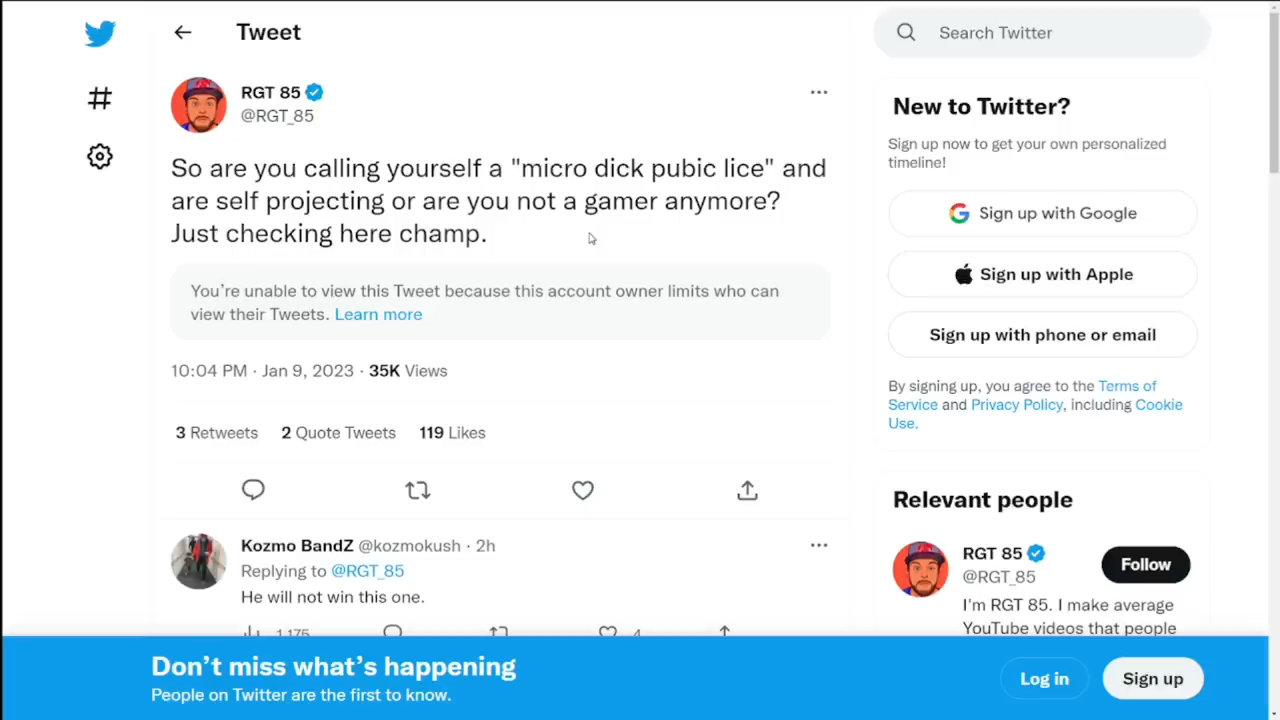 Tweet
RGT 85
@RGT_85
So are you calling yourself a "micro dick pubic lice" and
are self projecting or are you not a gamer anymore?
Just checking here champ.
You're unable to view this Tweet because this account owner limits who can
view their Tweets. Learn more
10:04 PM · Jan 9, 2023 · 35K Views
3 Retweets 2 Quote Tweets 119 Likes
Kozmo BandZ @kozmokush · 2h
Replying to @RGT_85
He will not win this one.
1,175 4
Search Twitter
New to Twitter?
Sign up now to get your own personalized
timeline!
Sign up with Google
Sign up with Apple
Sign up with phone or email
By signing up, you agree to the Terms of
Service and Privacy Policy, including Cookie
Use.
Relevant people
RGT 85
@RGT_85
Follow
I'm RGT 85. I make average
YouTube videos that people
Don't miss what's happening
People on Twitter are the first to know.
Log in
Sign up